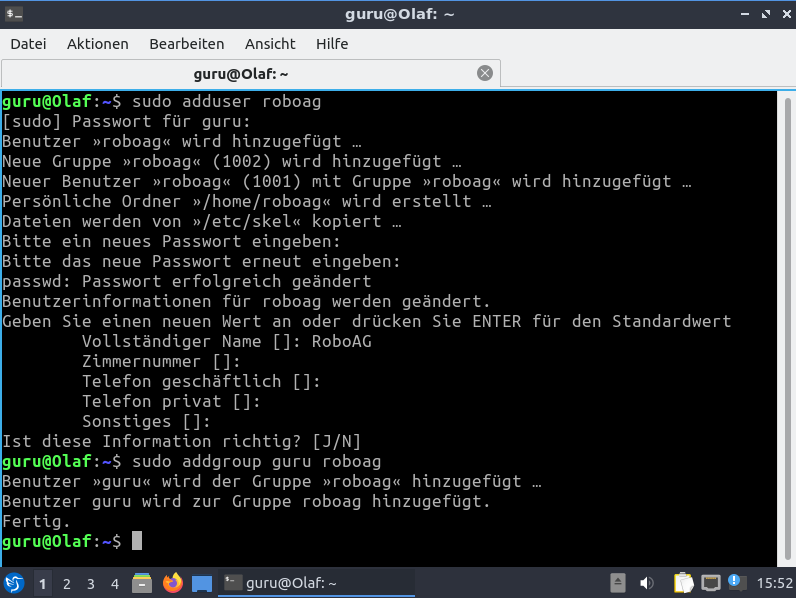 guru@Olaf: ~
Datei Aktionen Bearbeiten Ansicht Hilfe
guru@Olaf: ~
guru@Olaf:~$ sudo adduser roboag
[sudo] Passwort für guru:
Benutzer »roboag« wird hinzugefügt …
Neue Gruppe »roboag« (1002) wird hinzugefügt …
Neuer Benutzer »roboag« (1001) mit Gruppe »roboag« wird hinzugefügt …
Persönliche Ordner »/home/roboag« wird erstellt …
Dateien werden von »/etc/skel« kopiert …
Bitte ein neues Passwort eingeben:
Bitte das neue Passwort erneut eingeben:
passwd: Passwort erfolgreich geändert
Benutzerinformationen für roboag werden geändert.
Geben Sie einen neuen Wert an oder drücken Sie ENTER für den Standardwert
Vollständiger Name []: RoboAG
Zimmernummer []:
Telefon geschäftlich []:
Telefon privat []:
Sonstiges []:
Ist diese Information richtig? [J/N]
guru@Olaf:~$ sudo addgroup guru roboag
Benutzer »guru« wird der Gruppe »roboag« hinzugefügt …
Benutzer guru wird zur Gruppe roboag hinzugefügt.
Fertig.
guru@Olaf:~$
1 2 3 4 guru@Olaf: ~ 15:52